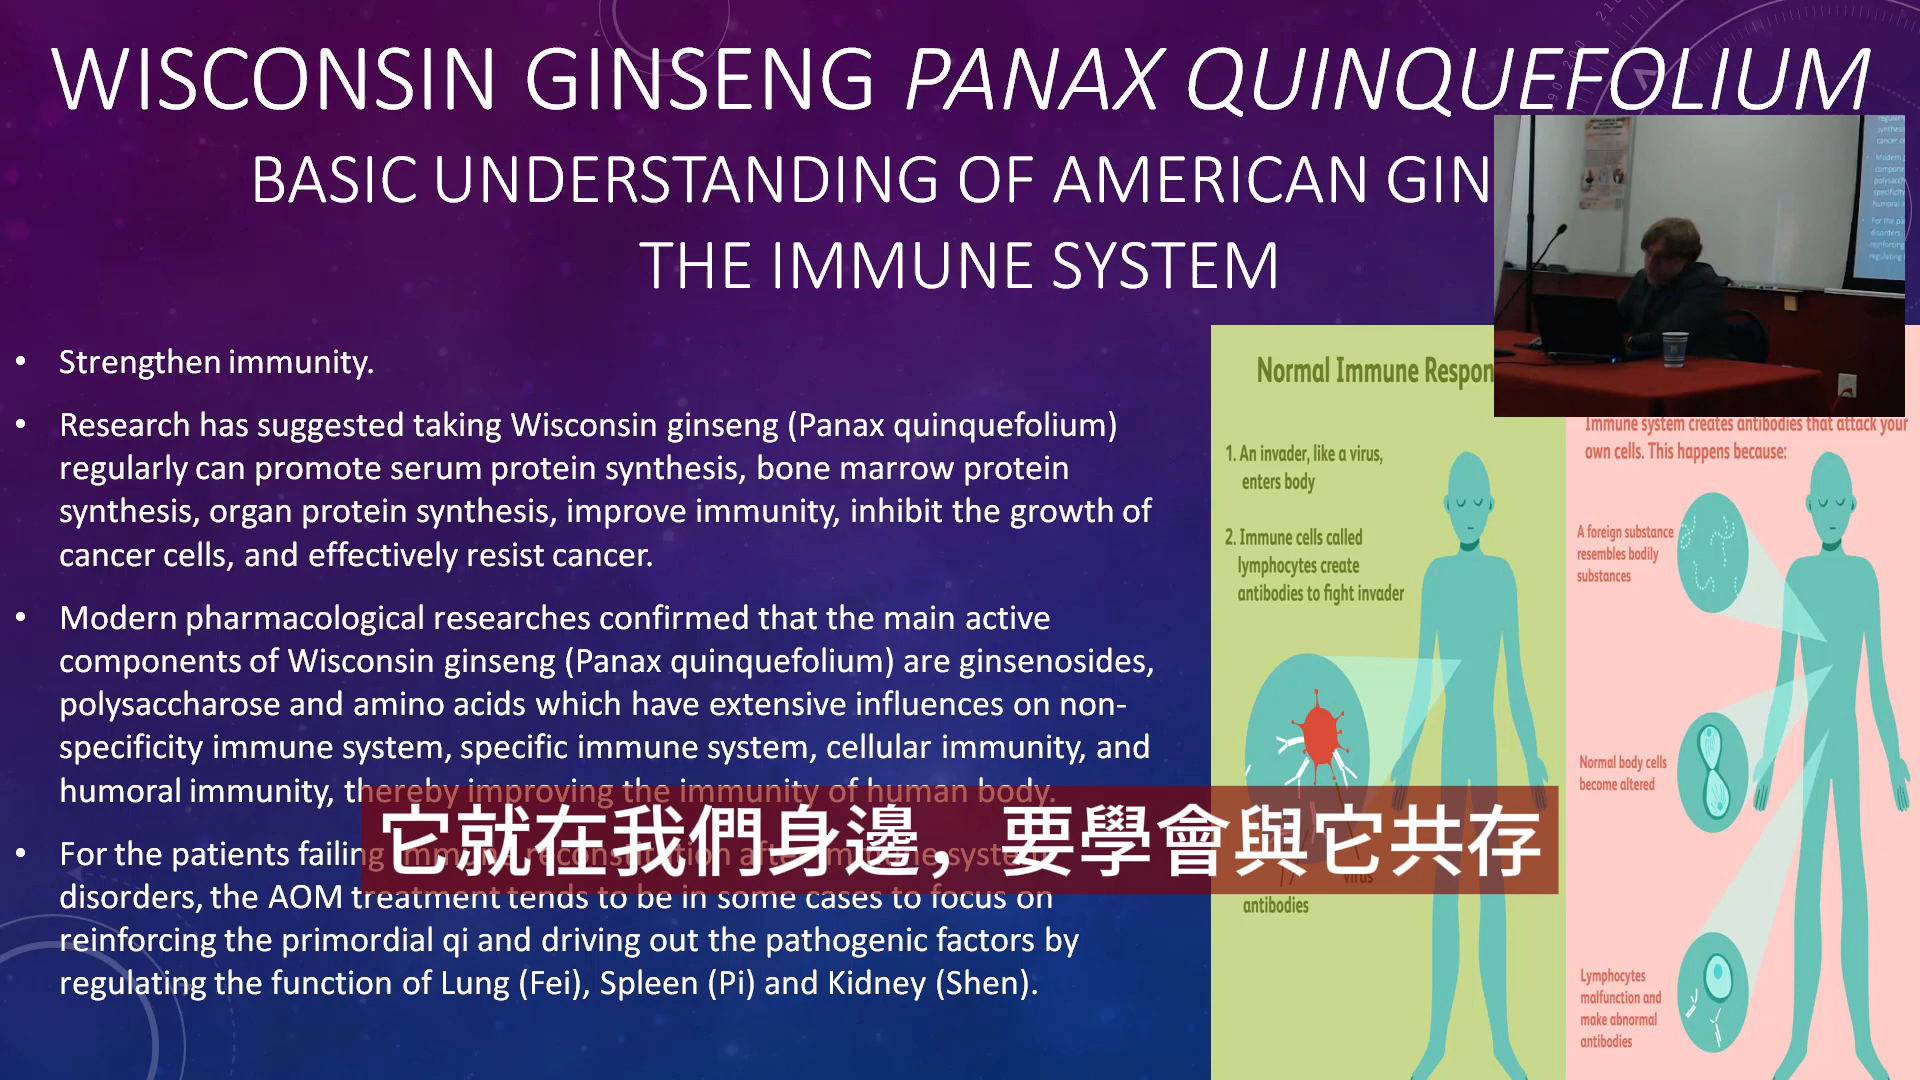 WISCONSIN GINSENG PANAX QUINQUEFOLIUM
BASIC UNDERSTANDING OF AMERICAN GIN
THE IMMUNE SYSTEM
• Strengthen immunity.
• Research has suggested taking Wisconsin ginseng (Panax quinquefolium)
regularly can promote serum protein synthesis, bone marrow protein
synthesis, organ protein synthesis, improve immunity, inhibit the growth of
cancer cells, and effectively resist cancer.
• Modern pharmacological researches confirmed that the main active
components of Wisconsin ginseng (Panax quinquefolium) are ginsenosides,
polysaccharose and amino acids which have extensive influences on non-
specificity immune system, specific immune system, cellular immunity, and
humoral immunity, thereby improving the immunity of human body.
• For the patients failing immune reconstitution after immune system
disorders, the AOM treatment tends to be in some cases to focus on
reinforcing the primordial qi and driving out the pathogenic factors by
regulating the function of Lung (Fei), Spleen (Pi) and Kidney (Shen).
Normal Immune Respon
1. An invader, like a virus,
enters body
2. Immune cells called
lymphocytes create
antibodies to fight invader
virus
antibodies
Immune system creates antibodies that attack your
own cells. This happens because:
A foreign substance
resembles bodily
substances
Normal body cells
become altered
Lymphocytes
malfunction and
make abnormal
antibodies
它就在我們身邊，要學會與它共存